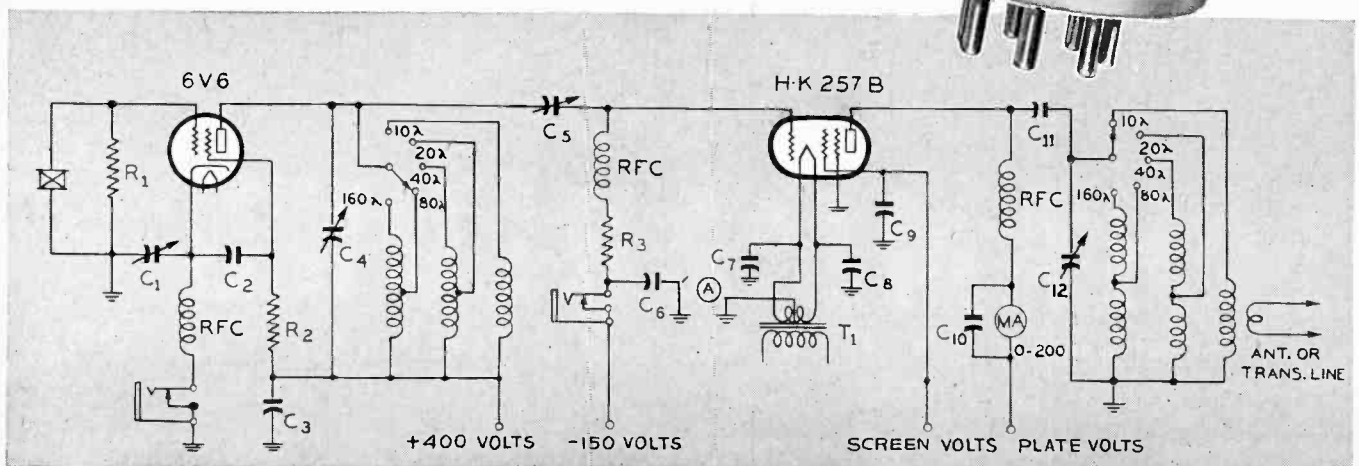 6V6
H-K 257B
R₁
C₁
C₂
RFC
R₂
C₃
C₄
10λ
20λ
40λ
80λ
160λ
+400 VOLTS
C₅
RFC
R₃
C₆
-150 VOLTS
A
C₇
C₈
T₁
C₉
SCREEN VOLTS
C₁₁
RFC
C₁₀
MA
0-200
PLATE VOLTS
C₁₂
10λ
20λ
40λ
80λ
160λ
ANT. OR
TRANS. LINE